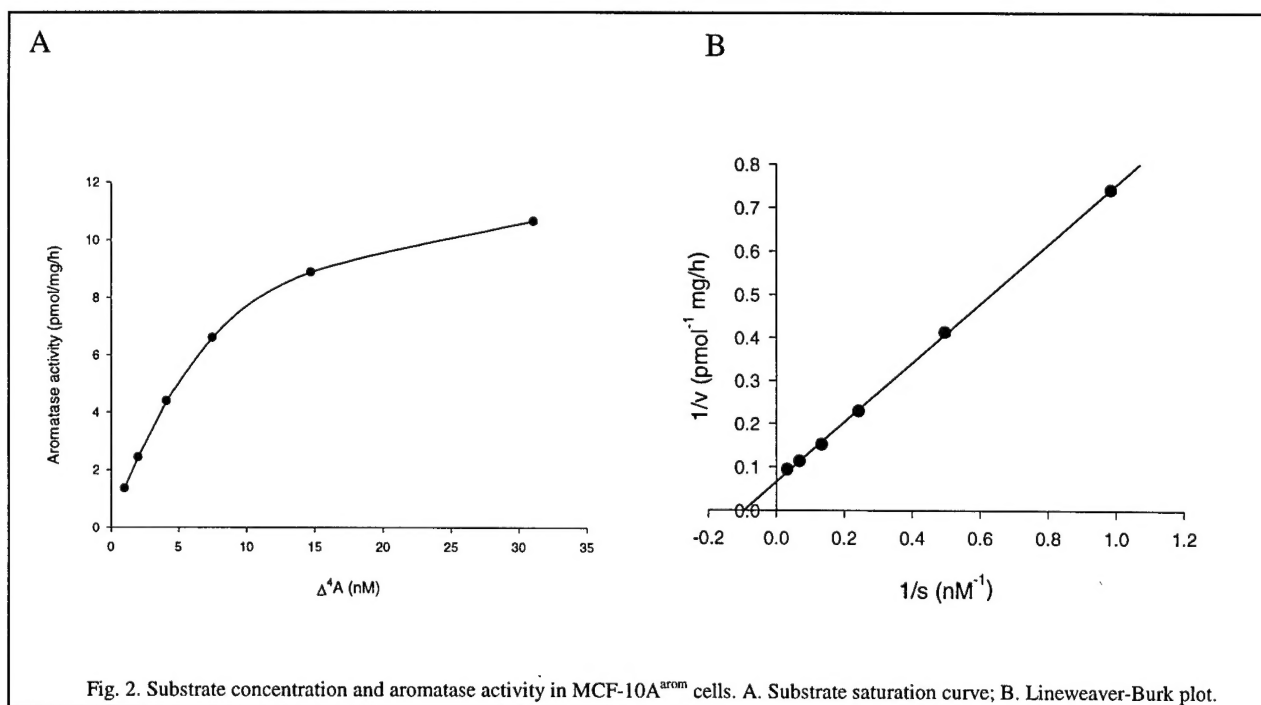 A
B
12
10
8
6
4
2
0
Aromatase activity (pmol/mg/h)
0 5 10 15 20 25 30 35
Δ⁴A (nM)
0.8
0.7
0.6
0.5
0.4
0.3
0.2
0.1
0.0
1/v (pmol⁻¹ mg/h)
-0.2 0.0 0.2 0.4 0.6 0.8 1.0 1.2
1/s (nM⁻¹)
Fig. 2. Substrate concentration and aromatase activity in MCF-10Aᵃʳᵒᵐ cells. A. Substrate saturation curve; B. Lineweaver-Burk plot.